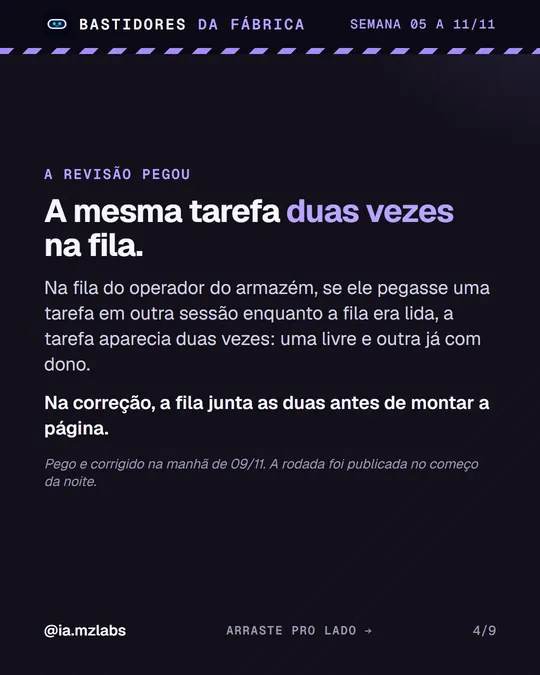 BASTIDORES DA FÁBRICA
SEMANA 05 A 11/11
A REVISÃO PEGOU
A mesma tarefa duas vezes
na fila.
Na fila do operador do armazém, se ele pegasse uma
tarefa em outra sessão enquanto a fila era lida, a
tarefa aparecia duas vezes: uma livre e outra já com
dono.
Na correção, a fila junta as duas antes de montar a
página.
Pego e corrigido na manhã de 09/11. A rodada foi publicada no começo
da noite.
@ia.mzlabs
ARRASTE PRO LADO →
4/9